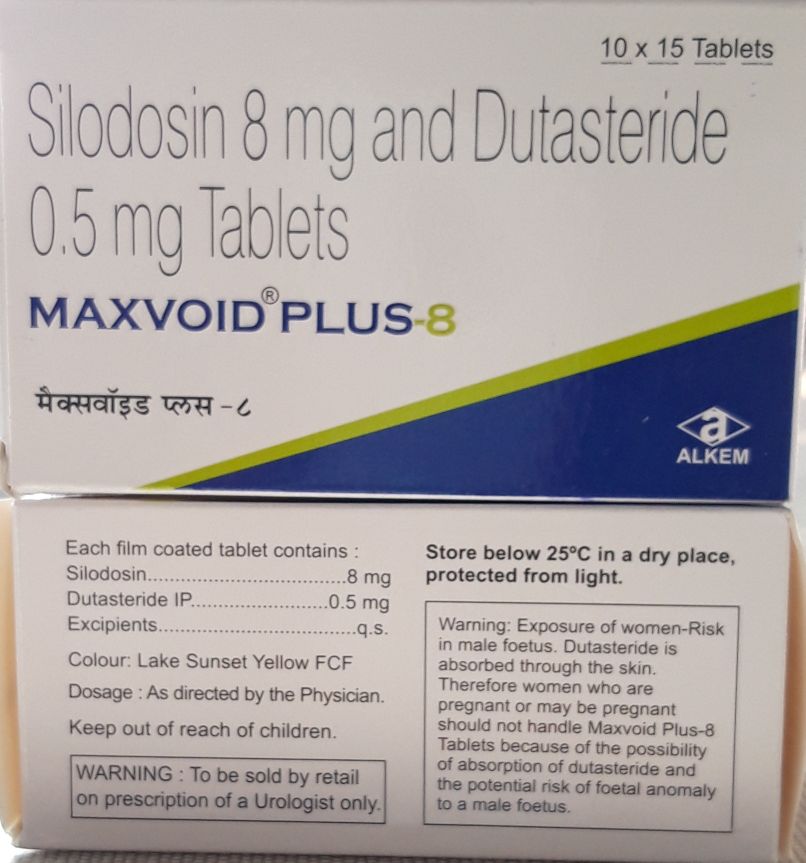 10 x 15 Tablets
Silodosin 8 mg and Dutasteride
0.5 mg Tablets
MAXVOID® PLUS-8
मैक्सवॉइड प्लस -८
a
ALKEM
Each film coated tablet contains :
Silodosin.................................8 mg
Dutasteride IP.......................0.5 mg
Excipients.................................q.s.
Colour: Lake Sunset Yellow FCF
Dosage : As directed by the Physician.
Keep out of reach of children.
WARNING : To be sold by retail
on prescription of a Urologist only.
Store below 25ºC in a dry place,
protected from light.
Warning: Exposure of women-Risk
in male foetus. Dutasteride is
absorbed through the skin.
Therefore women who are
pregnant or may be pregnant
should not handle Maxvoid Plus-8
Tablets because of the possibility
of absorption of dutasteride and
the potential risk of foetal anomaly
to a male foetus.